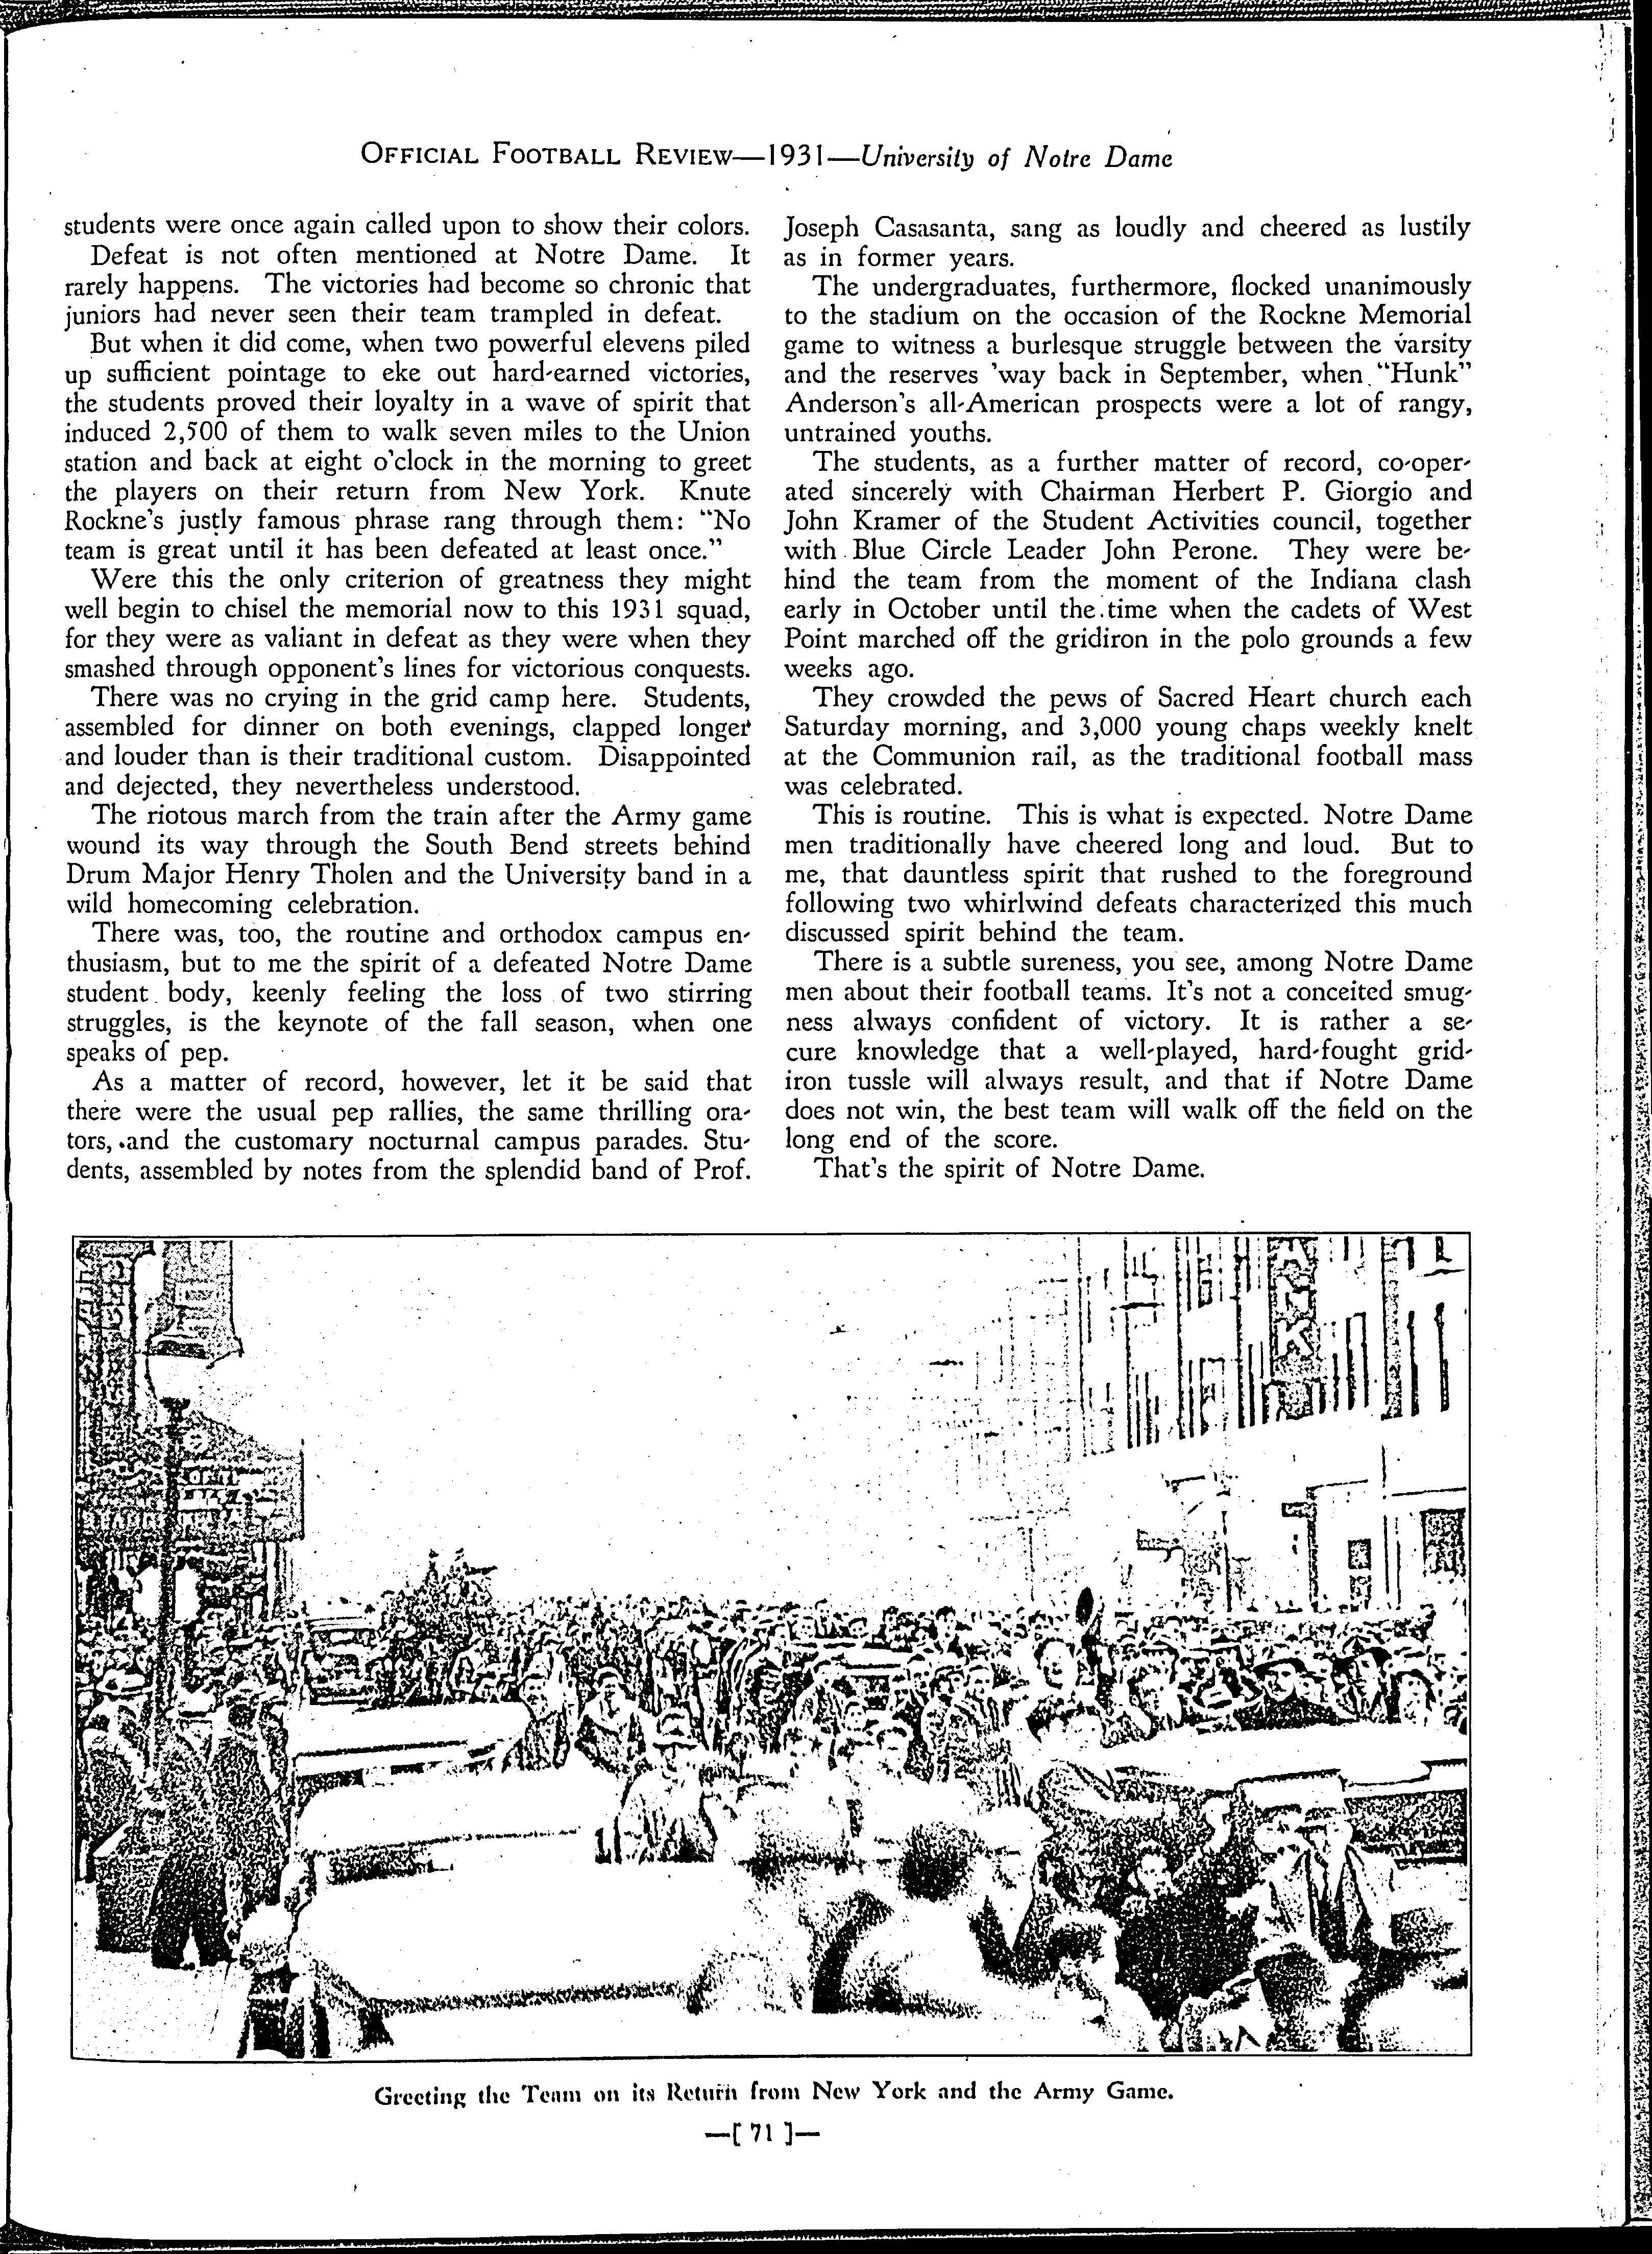 OFFICIAL FOOTBALL REVIEW—1931—University of Notre Dame
students were once again called upon to show their colors.
Defeat is not often mentioned at Notre Dame. It
rarely happens. The victories had become so chronic that
juniors had never seen their team trampled in defeat.
But when it did come, when two powerful elevens piled
up sufficient pointage to eke out hard-earned victories,
the students proved their loyalty in a wave of spirit that
induced 2,500 of them to walk seven miles to the Union
station and back at eight o'clock in the morning to greet
the players on their return from New York. Knute
Rockne's justly famous phrase rang through them: "No
team is great until it has been defeated at least once."
Were this the only criterion of greatness they might
well begin to chisel the memorial now to this 1931 squad,
for they were as valiant in defeat as they were when they
smashed through opponent's lines for victorious conquests.
There was no crying in the grid camp here. Students,
assembled for dinner on both evenings, clapped longer
and louder than is their traditional custom. Disappointed
and dejected, they nevertheless understood.
The riotous march from the train after the Army game
wound its way through the South Bend streets behind
Drum Major Henry Tholen and the University band in a
wild homecoming celebration.
There was, too, the routine and orthodox campus en-
thusiasm, but to me the spirit of a defeated Notre Dame
student body, keenly feeling the loss of two stirring
struggles, is the keynote of the fall season, when one
speaks of pep.
As a matter of record, however, let it be said that
there were the usual pep rallies, the same thrilling ora-
tors, and the customary nocturnal campus parades. Stu-
dents, assembled by notes from the splendid band of Prof.
Joseph Casasanta, sang as loudly and cheered as lustily
as in former years.
The undergraduates, furthermore, flocked unanimously
to the stadium on the occasion of the Rockne Memorial
game to witness a burlesque struggle between the varsity
and the reserves 'way back in September, when "Hunk"
Anderson's all-American prospects were a lot of rangy,
untrained youths.
The students, as a further matter of record, co-oper-
ated sincerely with Chairman Herbert P. Giorgio and
John Kramer of the Student Activities council, together
with Blue Circle Leader John Perone. They were be-
hind the team from the moment of the Indiana clash
early in October until the time when the cadets of West
Point marched off the gridiron in the polo grounds a few
weeks ago.
They crowded the pews of Sacred Heart church each
Saturday morning, and 3,000 young chaps weekly knelt
at the Communion rail, as the traditional football mass
was celebrated.
This is routine. This is what is expected. Notre Dame
men traditionally have cheered long and loud. But to
me, that dauntless spirit that rushed to the foreground
following two whirlwind defeats characterized this much
discussed spirit behind the team.
There is a subtle sureness, you see, among Notre Dame
men about their football teams. It's not a conceited smug-
ness always confident of victory. It is rather a se-
cure knowledge that a well-played, hard-fought grid-
iron tussle will always result, and that if Notre Dame
does not win, the best team will walk off the field on the
long end of the score.
That's the spirit of Notre Dame.
Greeting the Team on its Return from New York and the Army Game.
—[ 71 ]—